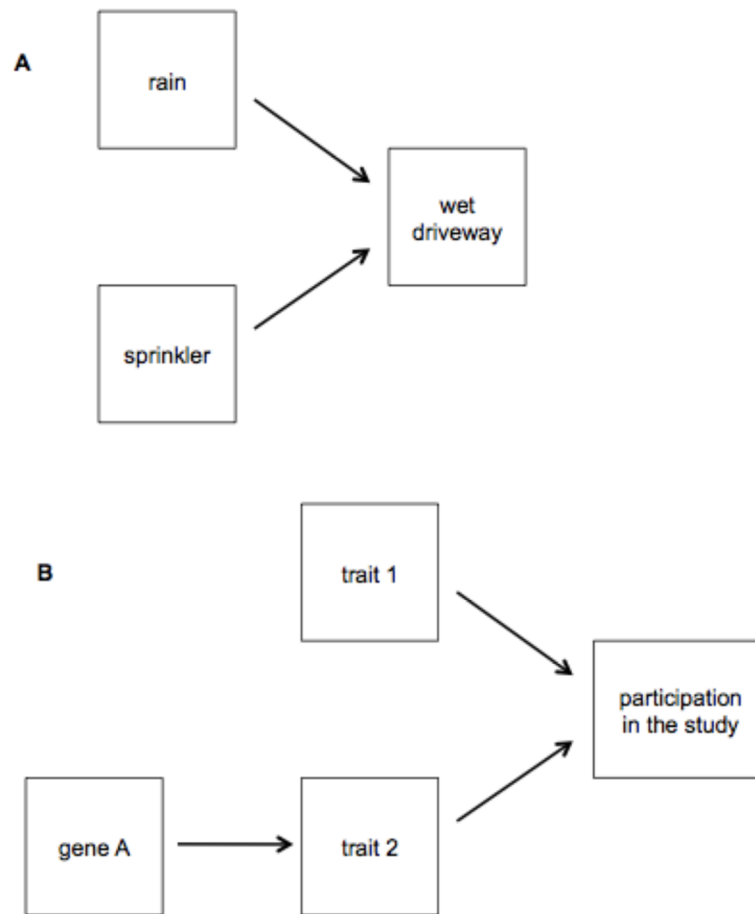 A
rain
wet
driveway
sprinkler
B
trait 1
participation
in the study
gene A
trait 2